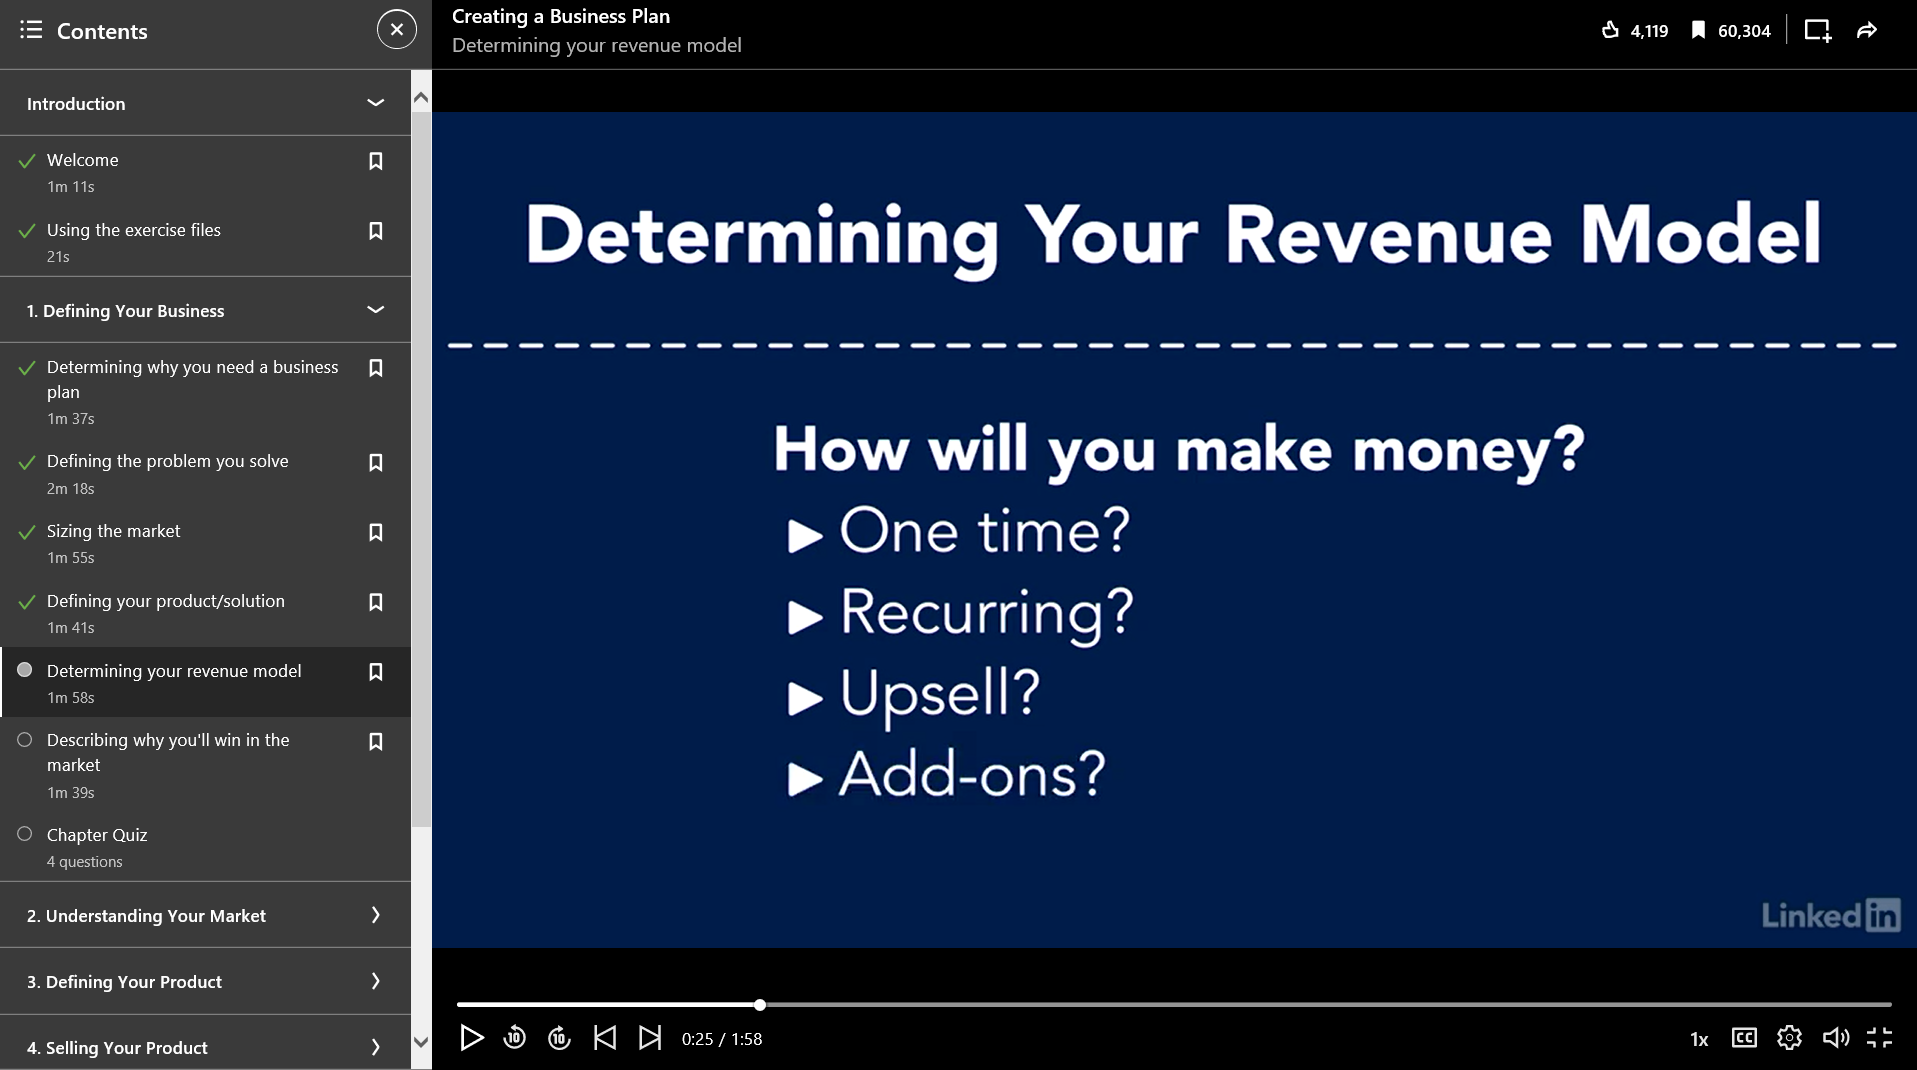 Contents
Introduction
Welcome
1m 11s
Using the exercise files
21s
1. Defining Your Business
Determining why you need a business
plan
1m 37s
Defining the problem you solve
2m 18s
Sizing the market
1m 55s
Defining your product/solution
1m 41s
Determining your revenue model
1m 58s
Describing why you'll win in the
market
1m 39s
Chapter Quiz
4 questions
2. Understanding Your Market
3. Defining Your Product
4. Selling Your Product
Creating a Business Plan
Determining your revenue model
4,119
60,304
Determining Your Revenue Model
How will you make money?
One time?
Recurring?
Upsell?
Add-ons?
Linked in
10
10
0:25 / 1:58
1x
CC